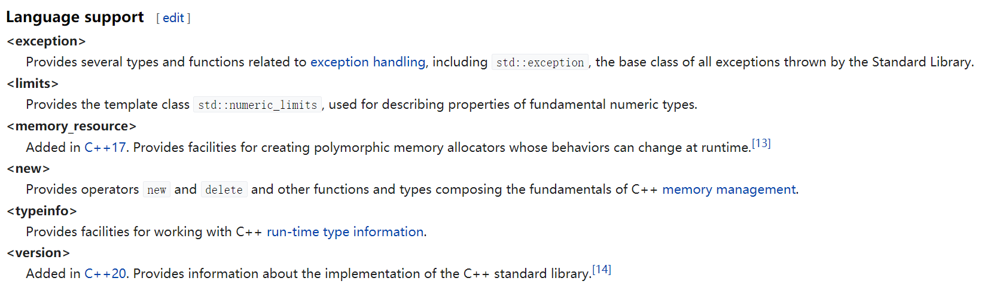 Language support [ edit ]
<exception>
Provides several types and functions related to exception handling, including std::exception, the base class of all exceptions thrown by the Standard Library.
<limits>
Provides the template class std::numeric_limits, used for describing properties of fundamental numeric types.
<memory_resource>
Added in C++17. Provides facilities for creating polymorphic memory allocators whose behaviors can change at runtime.[13]
<new>
Provides operators new and delete and other functions and types composing the fundamentals of C++ memory management.
<typeinfo>
Provides facilities for working with C++ run-time type information.
<version>
Added in C++20. Provides information about the implementation of the C++ standard library.[14]